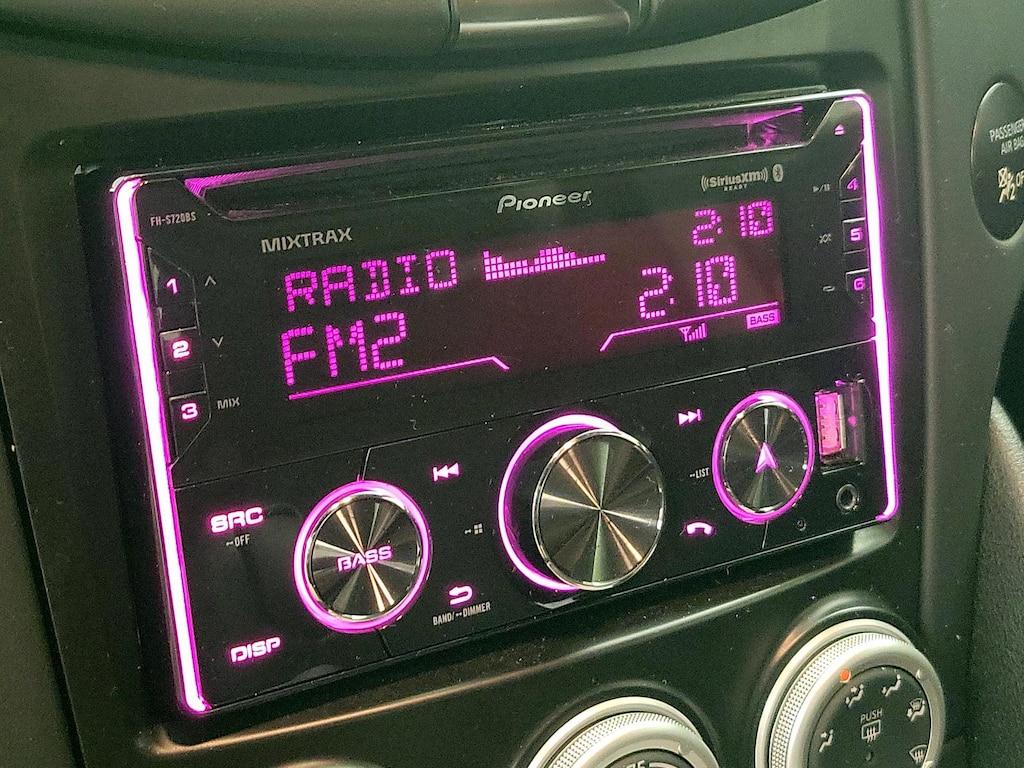 PASSENGER
AIR BAG
OFF
FH-S720BS
Pioneer
SiriusXM
READY
MIXTRAX
2:10
RADIO
2:10
FM2
BASS
1
2
3
MIX
4
5
6
SRC
OFF
BASS
LIST
BAND/ DIMMER
DISP
PUSH